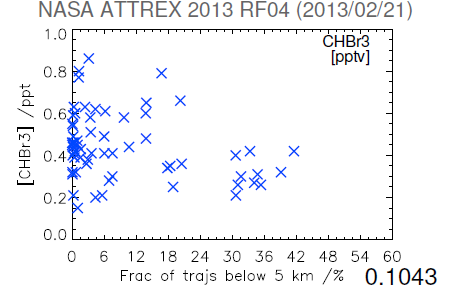 NASA ATTREX 2013 RF04 (2013/02/21)
CHBr3
[pptv]
[CHBr3] /ppt
1.0
0.8
0.6
0.4
0.2
0.0
0 6 12 18 24 30 36 42 48 54 60
Frac of trajs below 5 km /%
0.1043